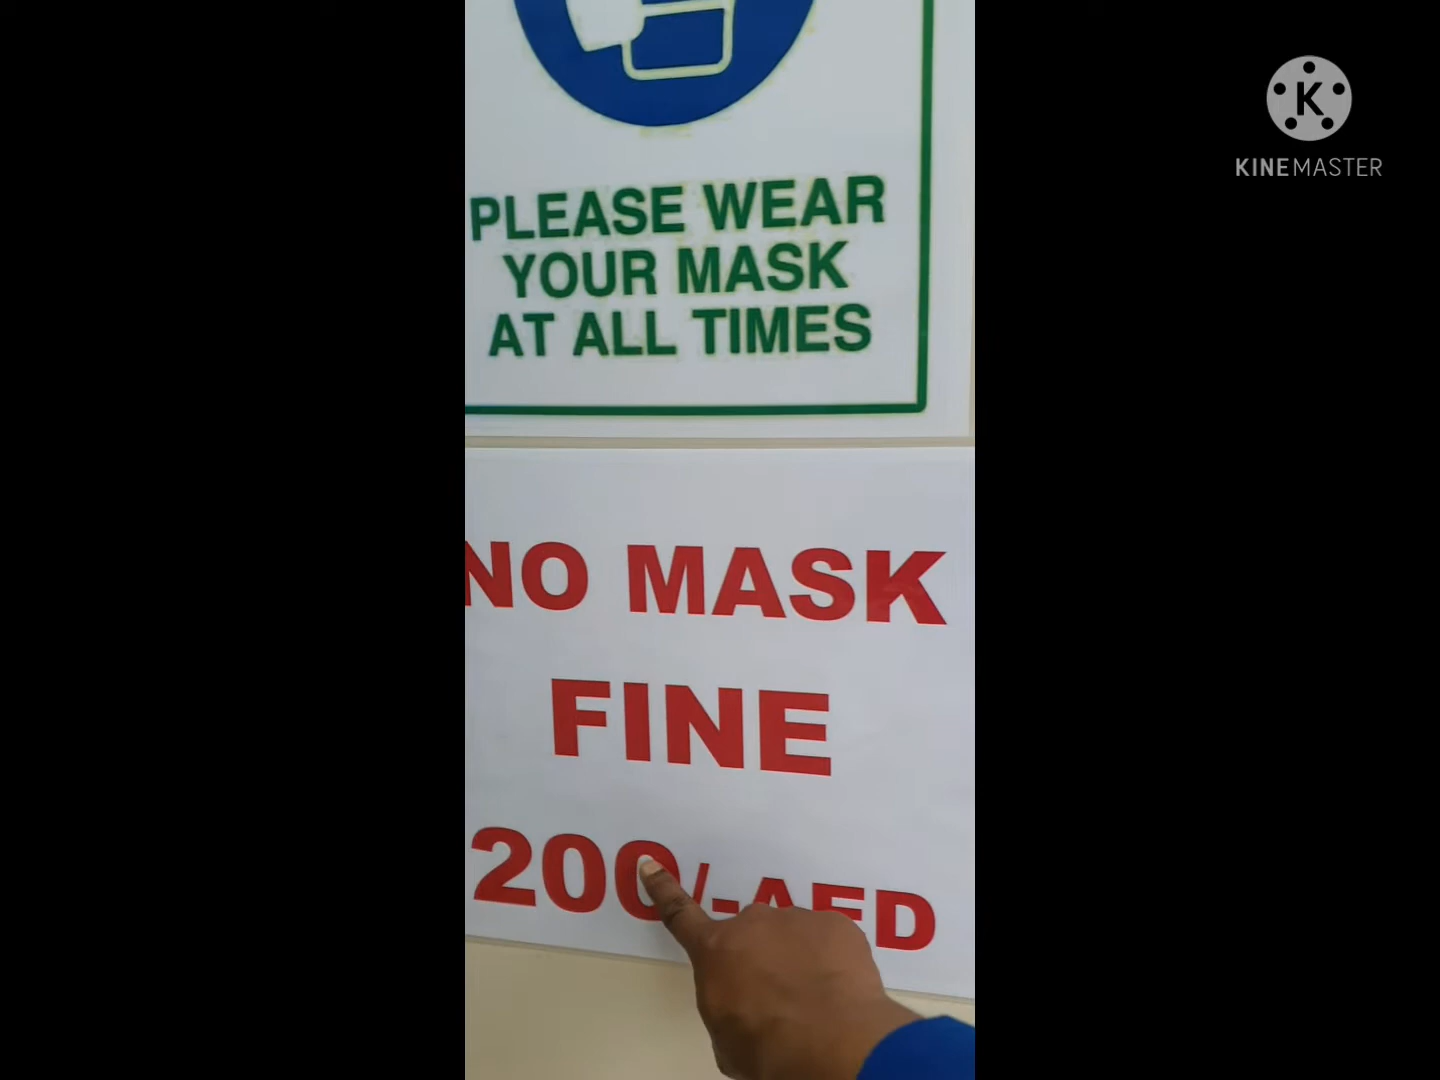 K
KINEMASTER
PLEASE WEAR
YOUR MASK
AT ALL TIMES
NO MASK
FINE
200/-AED